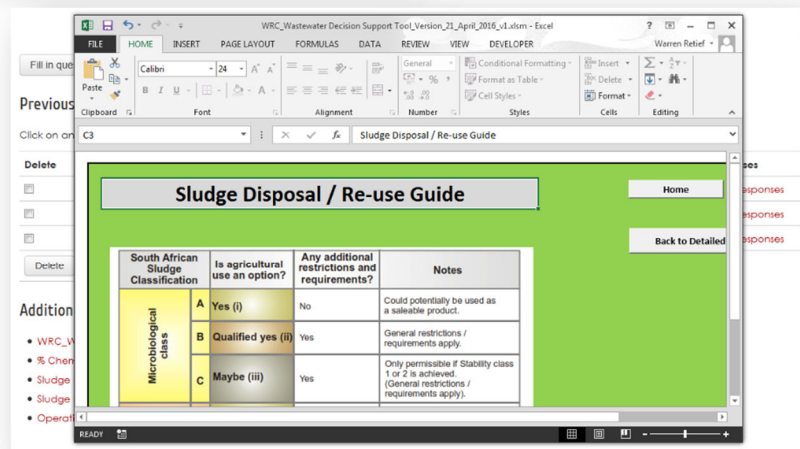 WRC_Wastewater Decision Support Tool_Version_21_April_2016_v1.xlsm - Excel
FILE HOME INSERT PAGE LAYOUT FORMULAS DATA REVIEW VIEW DEVELOPER Warren Retief
Fill in que
Paste
Calibri 24
B I U
General
%
Conditional Formatting
Format as Table
Cell Styles
Insert
Delete
Format
Clipboard Font Alignment Number Styles Cells Editing
Previous
Click on an
C3 fx Sludge Disposal / Re-use Guide
Delete
ses
esponses
esponses
esponses
Delete
Sludge Disposal / Re-use Guide
Home
Back to Detailed
South African Sludge Classification
Is agricultural use an option?
Any additional restrictions and requirements?
Notes
Microbiological class
A Yes (i) No
Could potentially be used as
a saleable product.
B Qualified yes (ii) Yes
General restrictions /
requirements apply.
C Maybe (iii) Yes
Only permissible if Stability class
1 or 2 is achieved.
(General restrictions /
requirements apply).
Addition
WRC_W
% Chem
Sludge
Sludge
Operat
READY